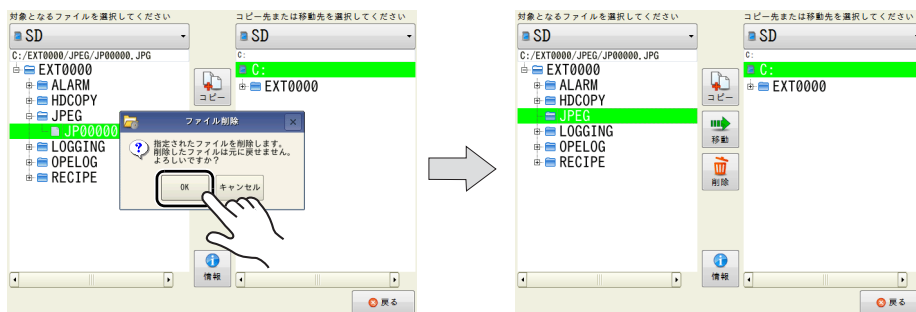 対象となるファイルを選択してください
コピー先または移動先を選択してください
SD
SD
C:/EXT0000/JPEG/JP00000.JPG
C:
EXT0000
C:
ALARM
EXT0000
HDCOPY
コピー
JPEG
JP00000
LOGGING
OPELOG
RECIPE
ファイル削除
指定されたファイルを削除します。
削除したファイルは元に戻せません。
よろしいですか?
OK
キャンセル
情報
戻る
対象となるファイルを選択してください
コピー先または移動先を選択してください
SD
SD
C:/EXT0000/JPEG/JP00000.JPG
C:
EXT0000
C:
ALARM
EXT0000
HDCOPY
コピー
JPEG
LOGGING
移動
OPELOG
RECIPE
削除
情報
戻る